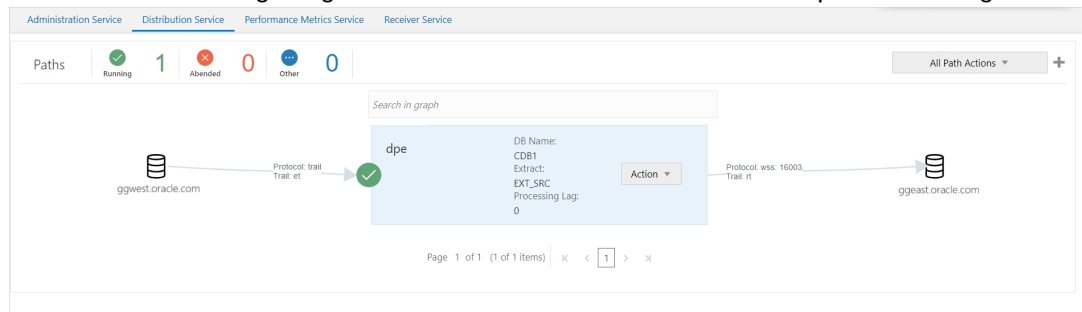 Administration Service Distribution Service Performance Metrics Service Receiver Service
Paths Running 1 Abended 0 Other 0 All Path Actions
Search in graph
dpe
DB Name:
CDB1
Extract:
EXT_SRC
Processing Lag:
0
Action
Protocol: trail
Trail: et
Protocol: wss: 16003
Trail: rt
ggwest.oracle.com
ggeast.oracle.com
Page 1 of 1 (1 of 1 items) 1